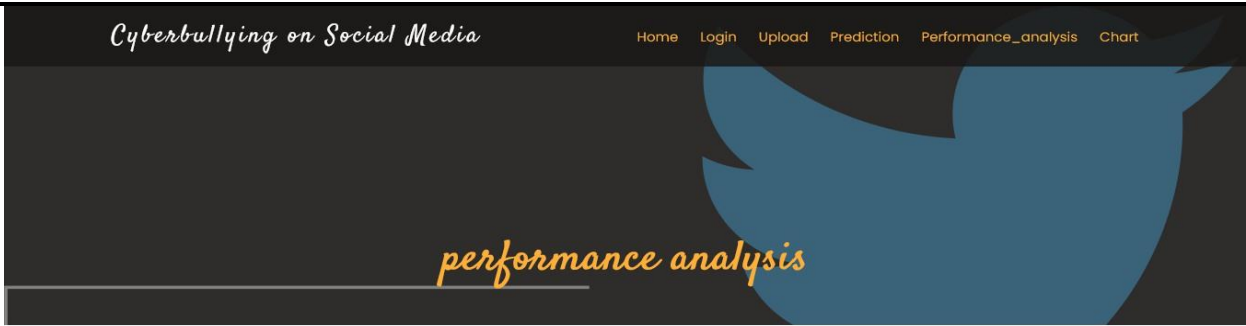 Cyberbullying on Social Media
Home Login Upload Prediction Performance_analysis Chart
performance analysis